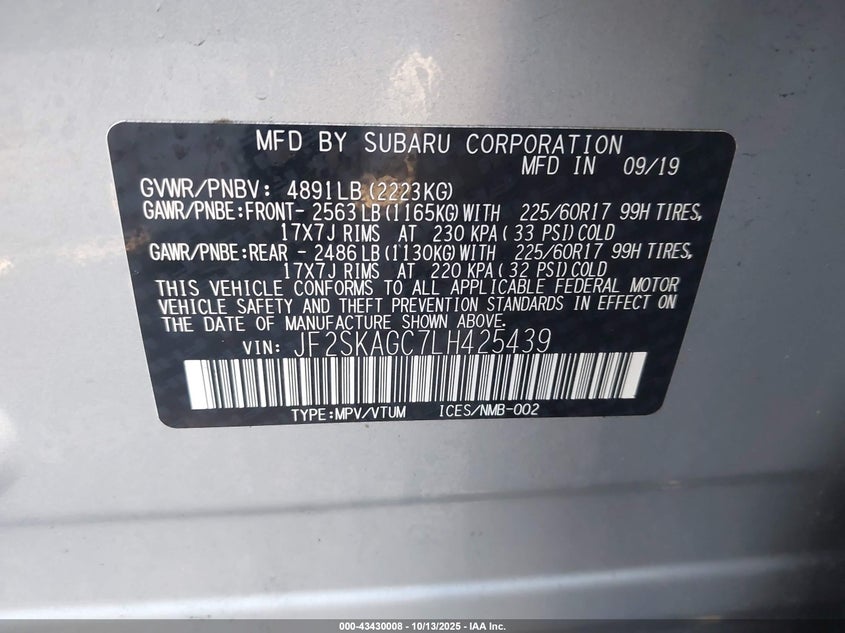 MFD BY SUBARU CORPORATION
MFD IN 09/19
GVWR/PNBV: 4891LB(2223KG)
GAWR/PNBE:FRONT- 2563LB(1165KG)WITH 225/60R17 99H TIRES,
17X7J RIMS AT 230 KPA( 33 PSI)COLD
GAWR/PNBE:REAR - 2486LB(1130KG)WITH 225/60R17 99H TIRES,
17X7J RIMS AT 220 KPA( 32 PSI)COLD
THIS VEHICLE CONFORMS TO ALL APPLICABLE FEDERAL MOTOR
VEHICLE SAFETY AND THEFT PREVENTION STANDARDS IN EFFECT ON
THE DATE OF MANUFACTURE SHOWN ABOVE.
VIN: JF2SKAGC7LH425439
TYPE:MPV/VTUM ICES/NMB-002
000-43430008 - 10/13/2025 - IAA Inc.